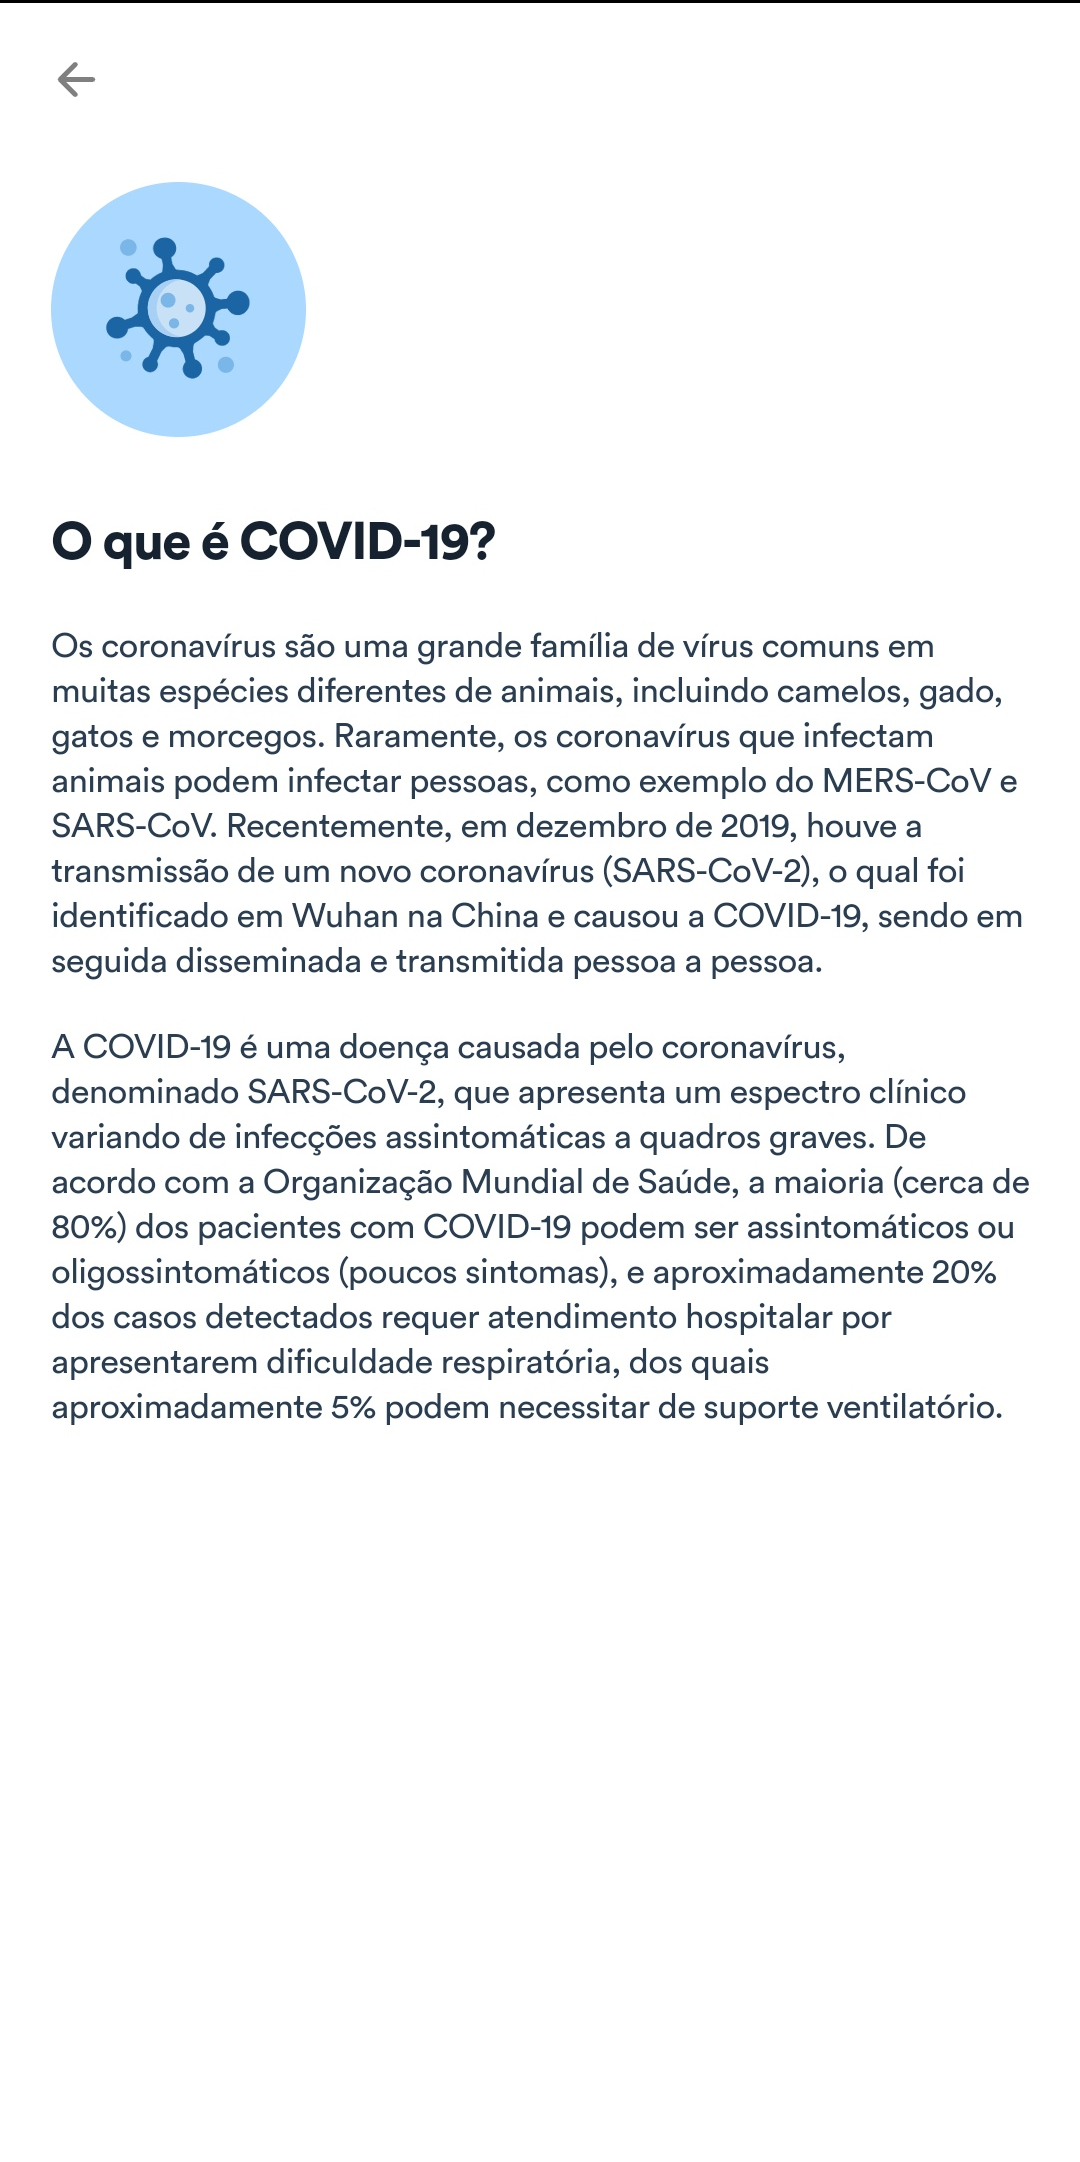 O que é COVID-19?
Os coronavírus são uma grande família de vírus comuns em
muitas espécies diferentes de animais, incluindo camelos, gado,
gatos e morcegos. Raramente, os coronavírus que infectam
animais podem infectar pessoas, como exemplo do MERS-CoV e
SARS-CoV. Recentemente, em dezembro de 2019, houve a
transmissão de um novo coronavírus (SARS-CoV-2), o qual foi
identificado em Wuhan na China e causou a COVID-19, sendo em
seguida disseminada e transmitida pessoa a pessoa.
A COVID-19 é uma doença causada pelo coronavírus,
denominado SARS-CoV-2, que apresenta um espectro clínico
variando de infecções assintomáticas a quadros graves. De
acordo com a Organização Mundial de Saúde, a maioria (cerca de
80%) dos pacientes com COVID-19 podem ser assintomáticos ou
oligossintomáticos (poucos sintomas), e aproximadamente 20%
dos casos detectados requer atendimento hospitalar por
apresentarem dificuldade respiratória, dos quais
aproximadamente 5% podem necessitar de suporte ventilatório.